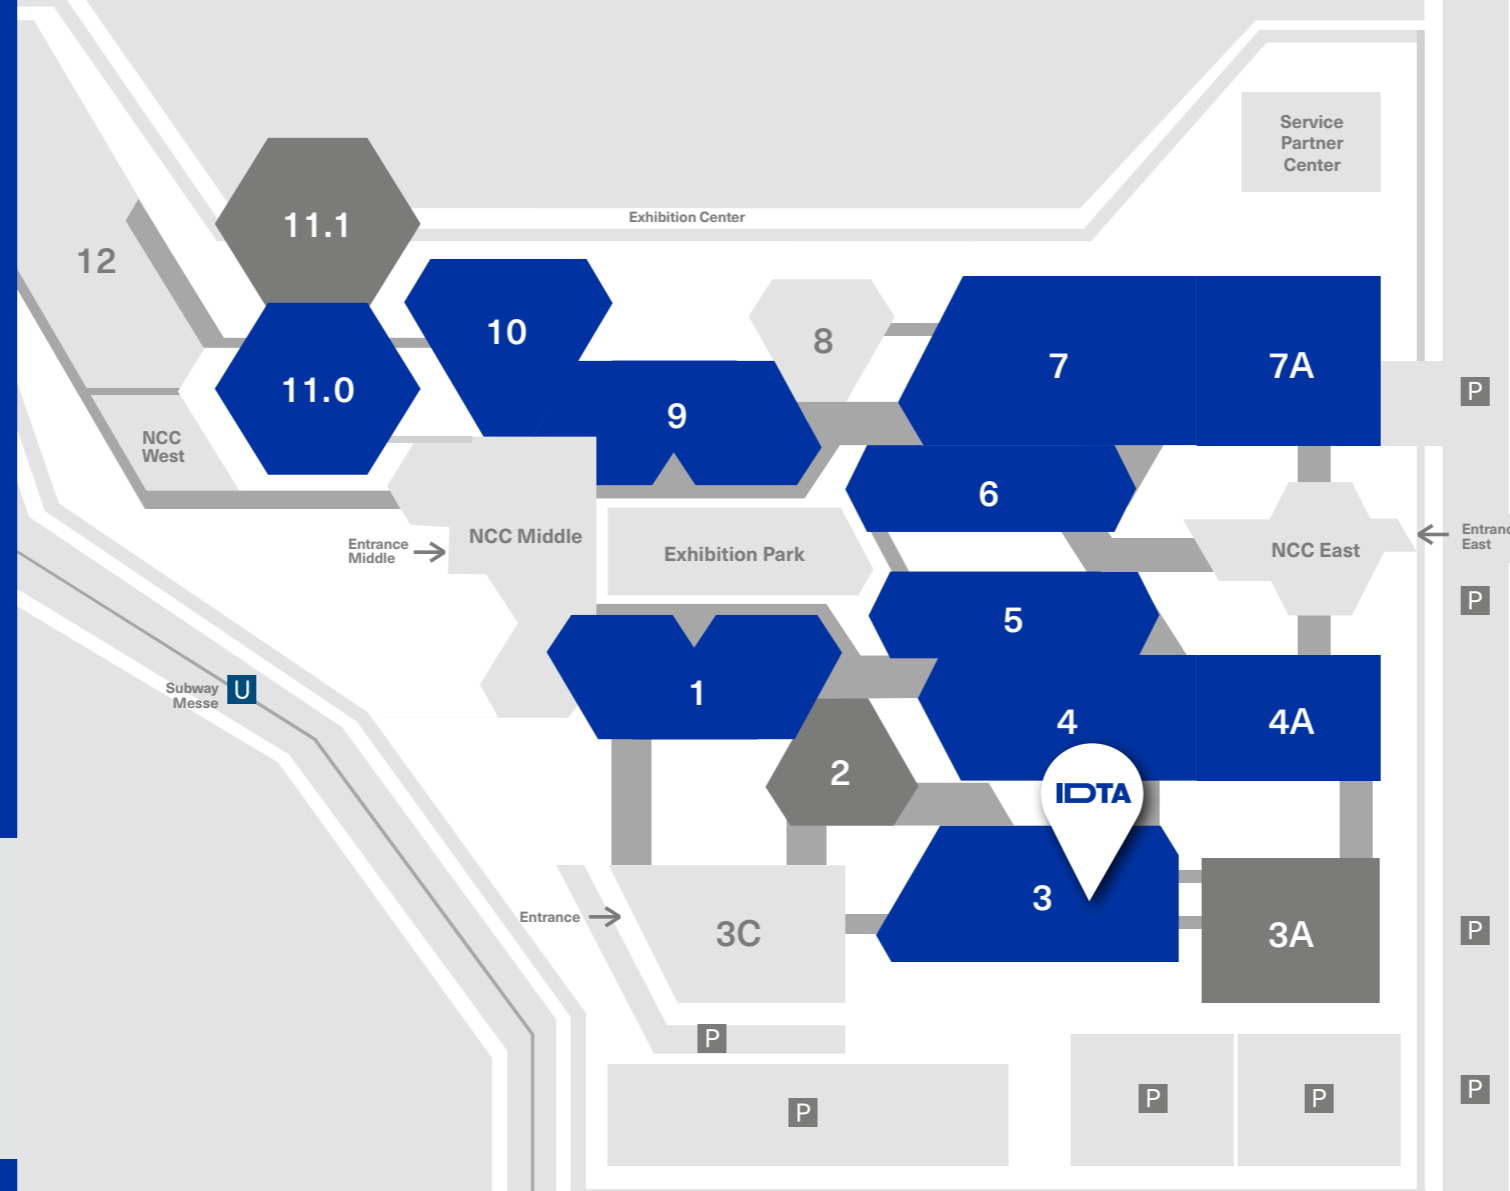 Service
Partner
Center
11.1
Exhibition Center
12
10
8
7
7A
11.0
P
9
NCC
West
6
NCC Middle
Entrance
Middle
Exhibition Park
NCC East
Entranc
East
P
5
Subway
Messe
U
1
4
4A
2
IDTA
3
Entrance
3C
3A
P
P
P
P
P
P